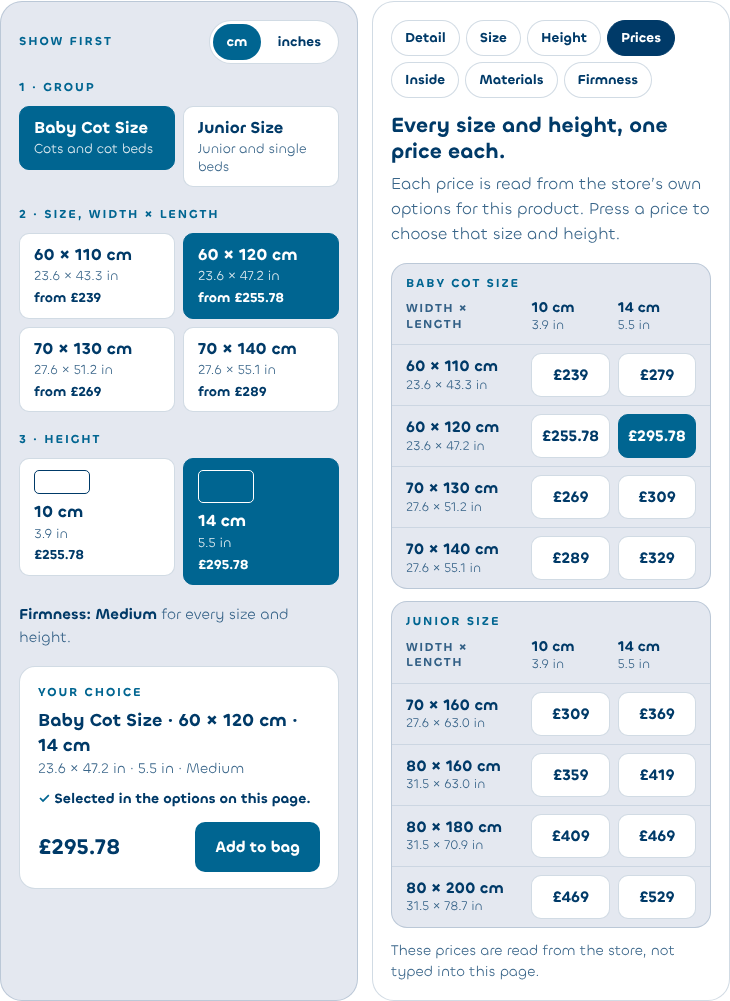 SHOW FIRST
cm
inches
1 · GROUP
Baby Cot Size
Cots and cot beds
Junior Size
Junior and single
beds
2 · SIZE, WIDTH × LENGTH
60 × 110 cm
23.6 × 43.3 in
from £239
60 × 120 cm
23.6 × 47.2 in
from £255.78
70 × 130 cm
27.6 × 51.2 in
from £269
70 × 140 cm
27.6 × 55.1 in
from £289
3 · HEIGHT
10 cm
3.9 in
£255.78
14 cm
5.5 in
£295.78
Firmness: Medium for every size and
height.
YOUR CHOICE
Baby Cot Size · 60 × 120 cm ·
14 cm
23.6 × 47.2 in · 5.5 in · Medium
✓ Selected in the options on this page.
£295.78
Add to bag
Detail
Size
Height
Prices
Inside
Materials
Firmness
Every size and height, one
price each.
Each price is read from the store's own
options for this product. Press a price to
choose that size and height.
BABY COT SIZE
WIDTH ×
LENGTH
10 cm
3.9 in
14 cm
5.5 in
60 × 110 cm
23.6 × 43.3 in
£239
£279
60 × 120 cm
23.6 × 47.2 in
£255.78
£295.78
70 × 130 cm
27.6 × 51.2 in
£269
£309
70 × 140 cm
27.6 × 55.1 in
£289
£329
JUNIOR SIZE
WIDTH ×
LENGTH
10 cm
3.9 in
14 cm
5.5 in
70 × 160 cm
27.6 × 63.0 in
£309
£369
80 × 160 cm
31.5 × 63.0 in
£359
£419
80 × 180 cm
31.5 × 70.9 in
£409
£469
80 × 200 cm
31.5 × 78.7 in
£469
£529
These prices are read from the store, not
typed into this page.